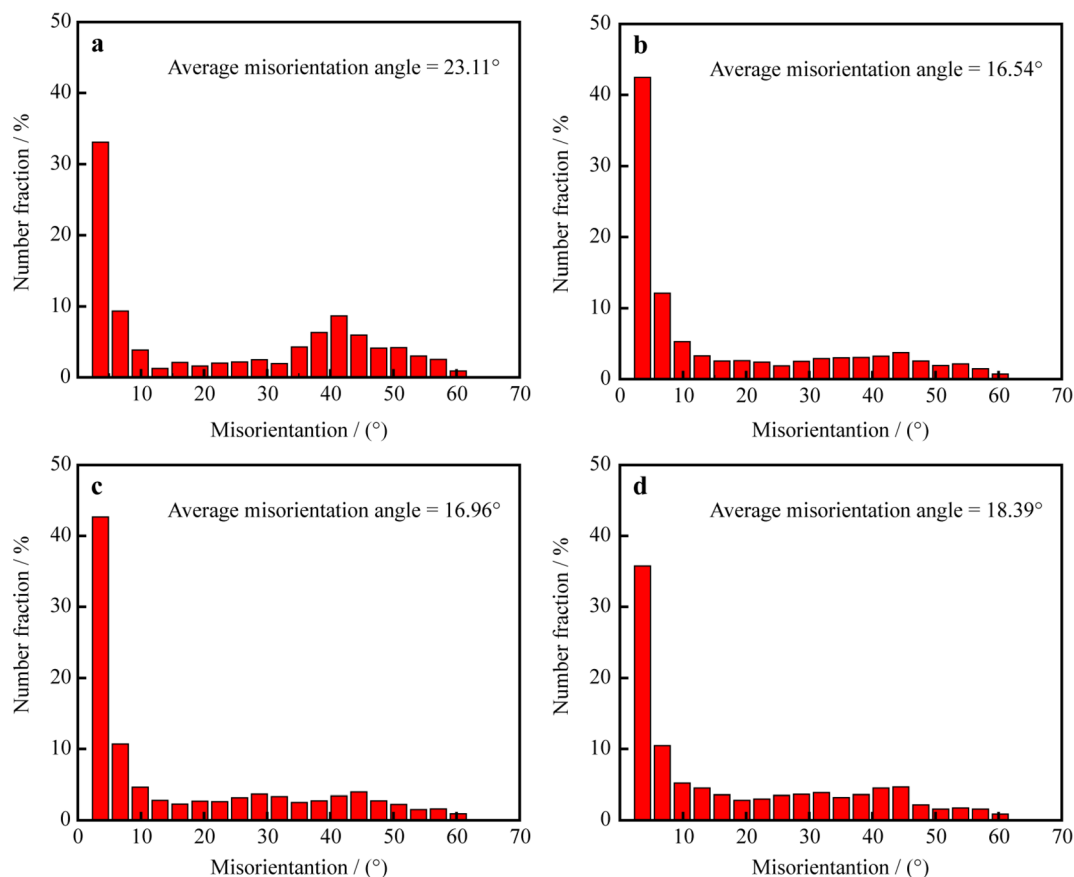 a
Average misorientation angle = 23.11°
Number fraction / %
50
40
30
20
10
0
10 20 30 40 50 60 70
Misorientantion / (°)
b
Average misorientation angle = 16.54°
Number fraction / %
50
40
30
20
10
0
0 10 20 30 40 50 60 70
Misorientantion / (°)
c
Average misorientation angle = 16.96°
Number fraction / %
50
40
30
20
10
0
0 10 20 30 40 50 60 70
Misorientantion / (°)
d
Average misorientation angle = 18.39°
Number fraction / %
50
40
30
20
10
0
0 10 20 30 40 50 60 70
Misorientantion / (°)